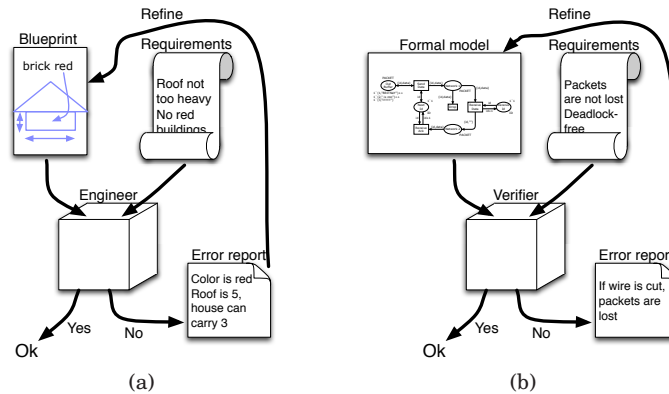 Refine
Blueprint
Requirements
brick red
Roof not
too heavy
No red
buildings
Engineer
Error report
Color is red
Roof is 5,
house can
carry 3
Yes
No
Ok
(a)
Refine
Formal model
Requirements
Packets
are not lost
Deadlock-
free
Verifier
Error report
If wire is cut,
packets are
lost
Yes
No
Ok
(b)